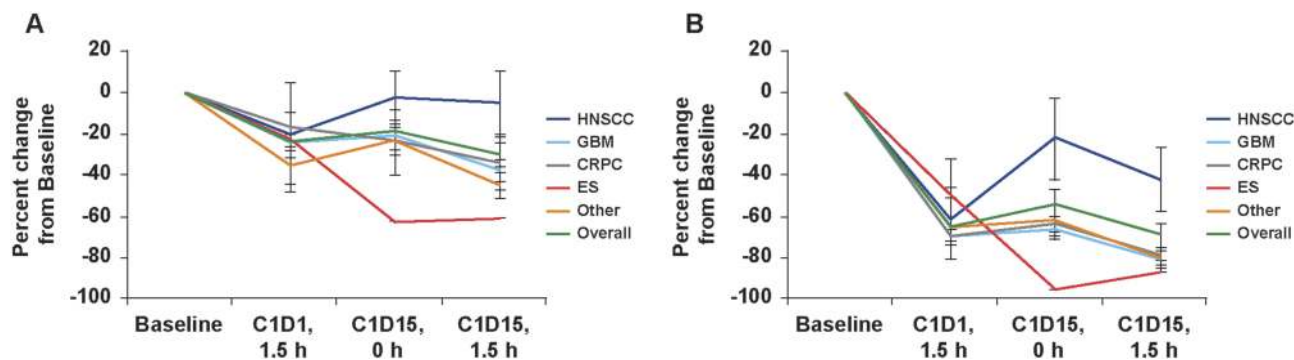 A
Percent change
from Baseline
20
0
-20
-40
-60
-80
-100
Baseline
C1D1,
1.5 h
C1D15,
0 h
C1D15,
1.5 h
HNSCC
GBM
CRPC
ES
Other
Overall
B
Percent change
from Baseline
20
0
-20
-40
-60
-80
-100
Baseline
C1D1,
1.5 h
C1D15,
0 h
C1D15,
1.5 h
HNSCC
GBM
CRPC
ES
Other
Overall